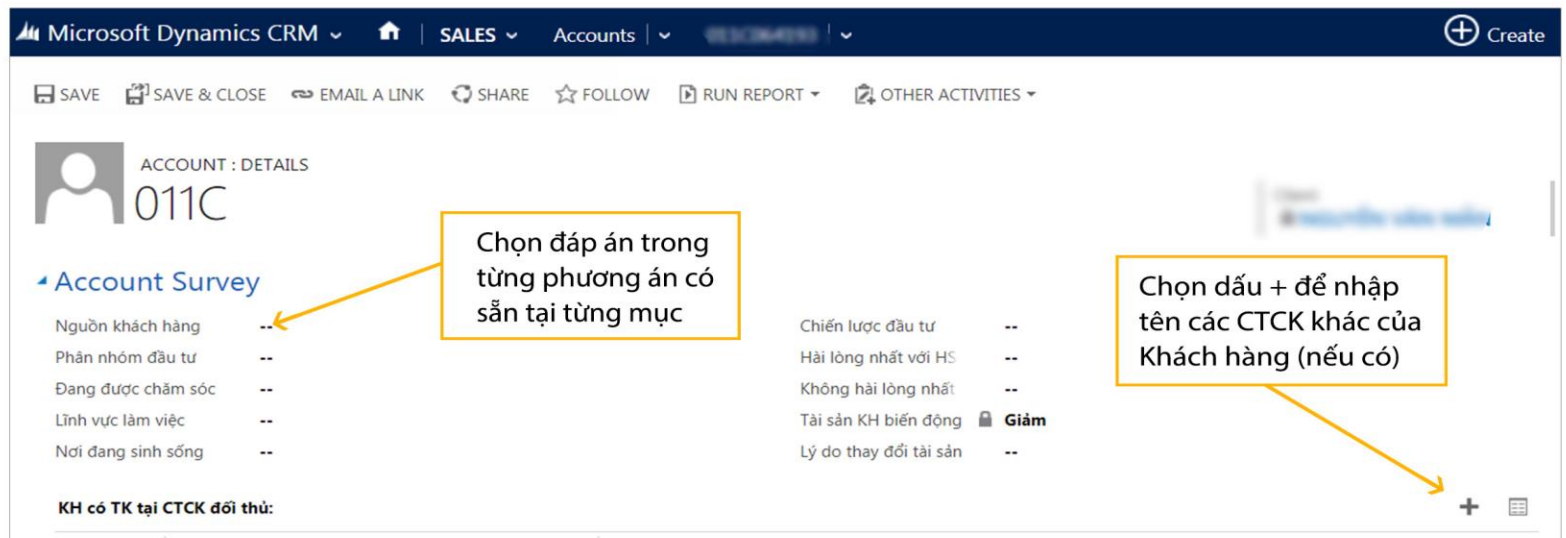 Microsoft Dynamics CRM SALES Accounts Create
SAVE SAVE & CLOSE EMAIL A LINK SHARE FOLLOW RUN REPORT OTHER ACTIVITIES
ACCOUNT : DETAILS
011C
Chọn đáp án trong
từng phương án có
sẵn tại từng mục
Chọn dấu + để nhập
tên các CTCK khác của
Khách hàng (nếu có)
Account Survey
Nguồn khách hàng -- Chiến lược đầu tư --
Phân nhóm đầu tư -- Hài lòng nhất với HS --
Đang được chăm sóc -- Không hài lòng nhất --
Lĩnh vực làm việc -- Tài sản KH biến động Giảm
Nơi đang sinh sống -- Lý do thay đổi tài sản --
KH có TK tại CTCK đối thủ: